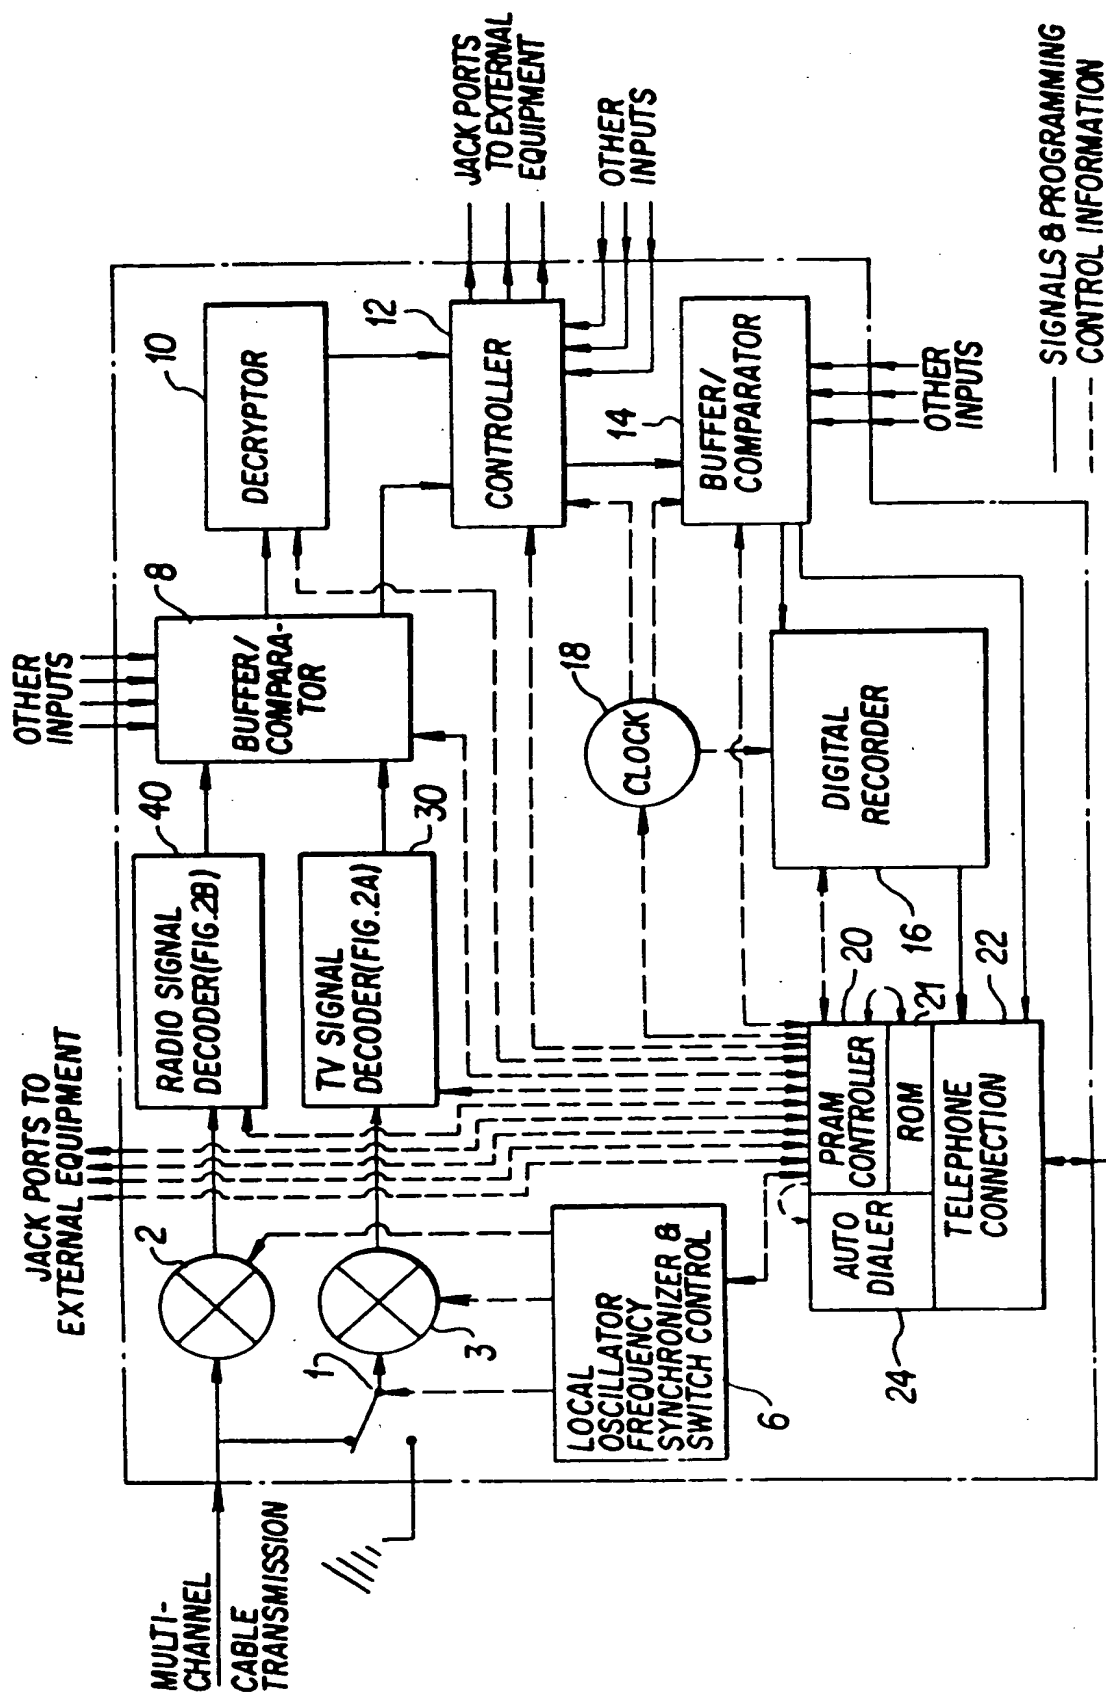 MULTI-
CHANNEL
CABLE
TRANSMISSION
JACK PORTS TO
EXTERNAL EQUIPMENT
OTHER
INPUTS
JACK PORTS
TO EXTERNAL
EQUIPMENT
OTHER
INPUTS
OTHER
INPUTS
2
RADIO SIGNAL
DECODER(FIG.2B)
40
BUFFER/
COMPARA-
TOR
8
DECRYPTOR
10
1
3
TV SIGNAL
DECODER(FIG.2A)
30
CONTROLLER
12
LOCAL
OSCILLATOR
FREQUENCY
SYNCHRONIZER &
SWITCH CONTROL
6
CLOCK
18
BUFFER/
COMPARATOR
14
DIGITAL
RECORDER
16
AUTO
DIALER
24
PRAM
CONTROLLER
20
ROM
21
TELEPHONE
CONNECTION
22
SIGNALS & PROGRAMMING
CONTROL INFORMATION